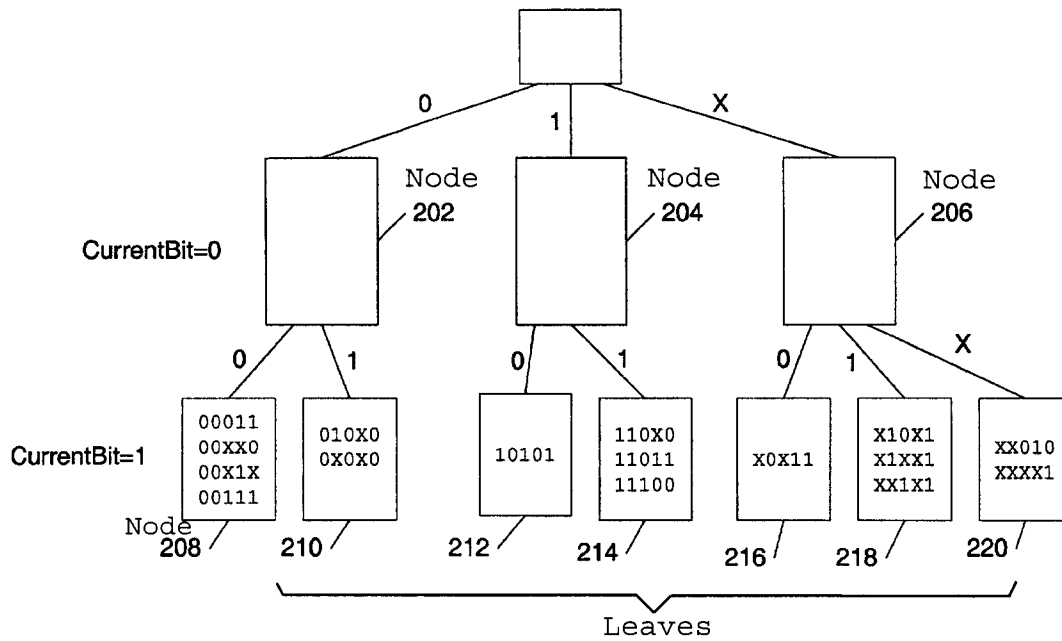 0
1
X
Node
202
Node
204
Node
206
CurrentBit=0
0
1
0
1
0
1
X
CurrentBit=1
00011
00XX0
00X1X
00111
010X0
0X0X0
10101
110X0
11011
11100
X0X11
X10X1
X1XX1
XX1X1
XX010
XXXX1
Node
208
210
212
214
216
218
220
Leaves